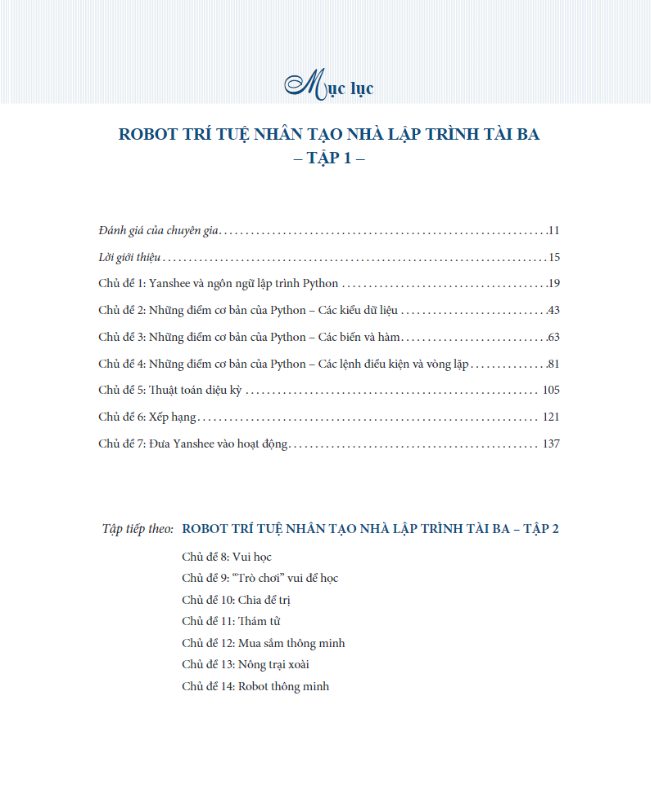 Mục lục
ROBOT TRÍ TUỆ NHÂN TẠO NHÀ LẬP TRÌNH TÀI BA
– TẬP 1 –
Đánh giá của chuyên gia. . . . . . . . . . . . . . . . . . . . . . . . . . . . . . . . . . . . . . . . . . . . . . . . . . . . . . . . . . . . . .11
Lời giới thiệu . . . . . . . . . . . . . . . . . . . . . . . . . . . . . . . . . . . . . . . . . . . . . . . . . . . . . . . . . . . . . . . . . . . . . . . . . 15
Chủ đề 1: Yanshee và ngôn ngữ lập trình Python . . . . . . . . . . . . . . . . . . . . . . . . . . . . . . . . . . . . . . .19
Chủ đề 2: Những điểm cơ bản của Python – Các kiểu dữ liệu . . . . . . . . . . . . . . . . . . . . . . . . . . . .43
Chủ đề 3: Những điểm cơ bản của Python – Các biến và hàm. . . . . . . . . . . . . . . . . . . . . . . . . . . .63
Chủ đề 4: Những điểm cơ bản của Python – Các lệnh điều kiện và vòng lặp . . . . . . . . . . . . . . .81
Chủ đề 5: Thuật toán diệu kỳ . . . . . . . . . . . . . . . . . . . . . . . . . . . . . . . . . . . . . . . . . . . . . . . . . . . . . . . . 105
Chủ đề 6: Xếp hạng. . . . . . . . . . . . . . . . . . . . . . . . . . . . . . . . . . . . . . . . . . . . . . . . . . . . . . . . . . . . . . . . . 121
Chủ đề 7: Đưa Yanshee vào hoạt động. . . . . . . . . . . . . . . . . . . . . . . . . . . . . . . . . . . . . . . . . . . . . . . . 137
Tập tiếp theo: ROBOT TRÍ TUỆ NHÂN TẠO NHÀ LẬP TRÌNH TÀI BA – TẬP 2
Chủ đề 8: Vui học
Chủ đề 9: “Trò chơi” vui để học
Chủ đề 10: Chia để trị
Chủ đề 11: Thám tử
Chủ đề 12: Mua sắm thông minh
Chủ đề 13: Nông trại xoài
Chủ đề 14: Robot thông minh